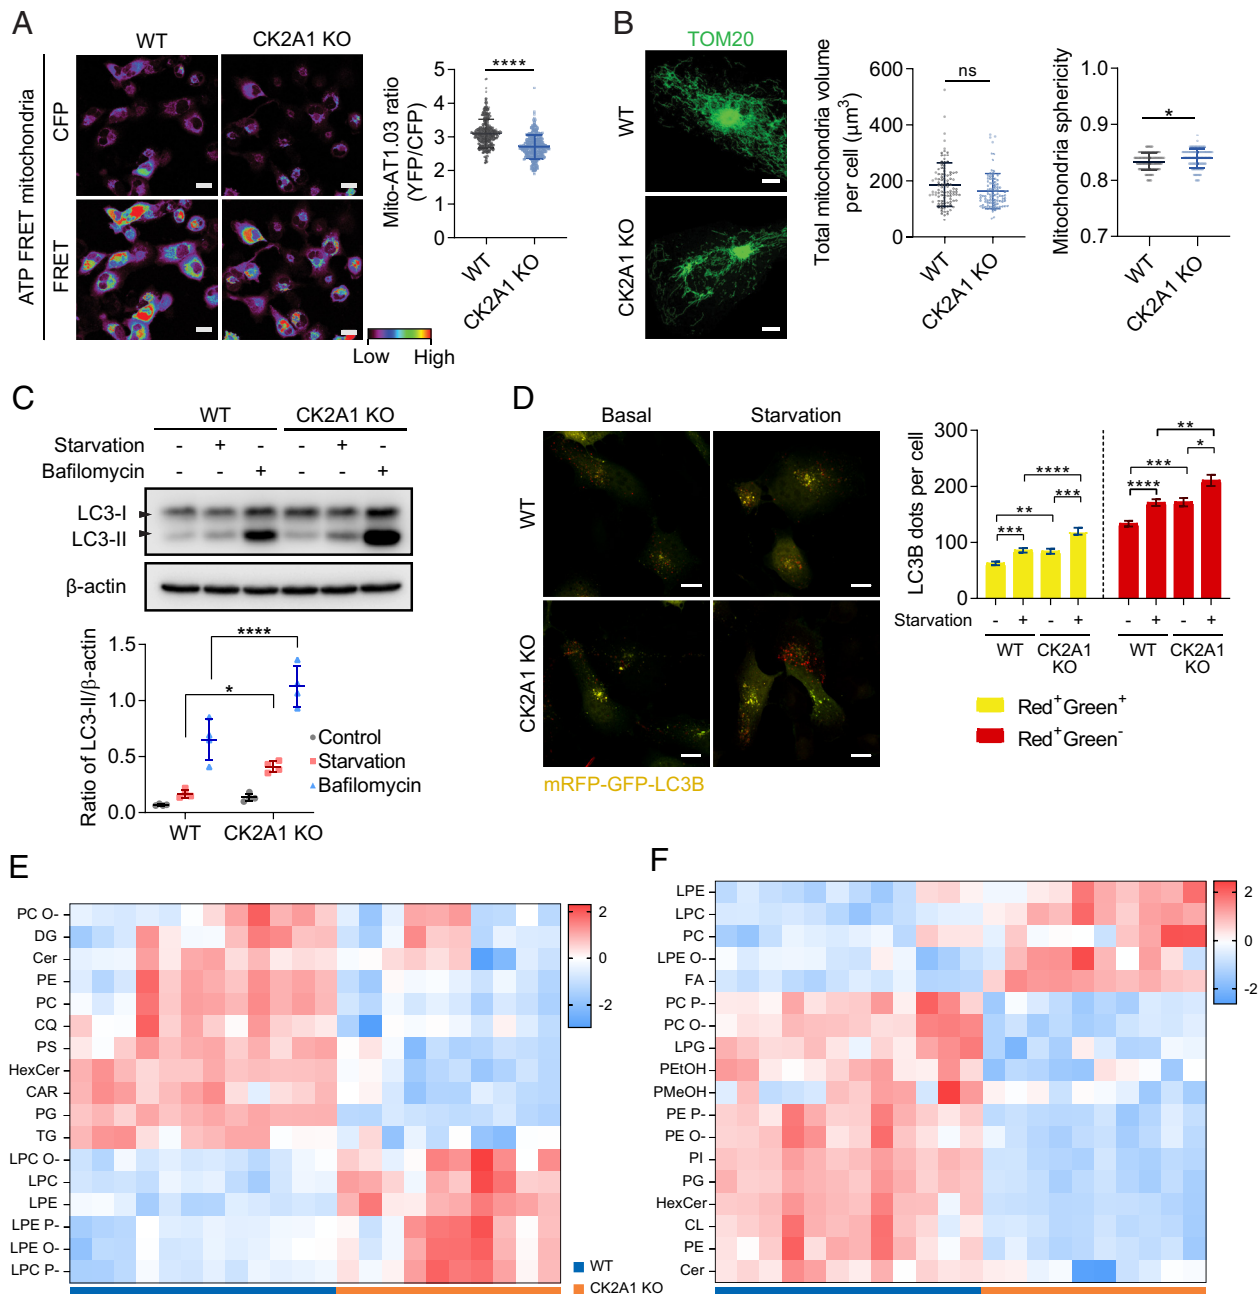 A
WT
CK2A1 KO
ATP FRET mitochondria
CFP
FRET
Low
High
Mito-AT1.03 ratio
(YFP/CFP)
5
4
3
2
1
0
****
WT
CK2A1 KO
B
TOM20
WT
CK2A1 KO
Total mitochondria volume
per cell (μm³)
600
400
200
0
ns
WT
CK2A1 KO
Mitochondria sphericity
1.0
0.9
0.8
0.7
*
WT
CK2A1 KO
C
WT
CK2A1 KO
Starvation - + - - + -
Bafilomycin - - + - - +
LC3-I
LC3-II
β-actin
Ratio of LC3-II/β-actin
1.5
1.0
0.5
0.0
****
*
WT
CK2A1 KO
Control
Starvation
Bafilomycin
D
Basal
Starvation
WT
CK2A1 KO
mRFP-GFP-LC3B
LC3B dots per cell
300
200
100
0
**
*
***
****
****
***
**
***
Starvation - + - + - + - +
WT CK2A1 KO WT CK2A1 KO
Red⁺Green⁺
Red⁺Green⁻
E
PC O-
DG
Cer
PE
PC
CQ
PS
HexCer
CAR
PG
TG
LPC O-
LPC
LPE
LPE P-
LPE O-
LPC P-
2
0
-2
WT
CK2A1 KO
F
LPE
LPC
PC
LPE O-
FA
PC P-
PC O-
LPG
PEtOH
PMeOH
PE P-
PE O-
PI
PG
HexCer
CL
PE
Cer
2
0
-2